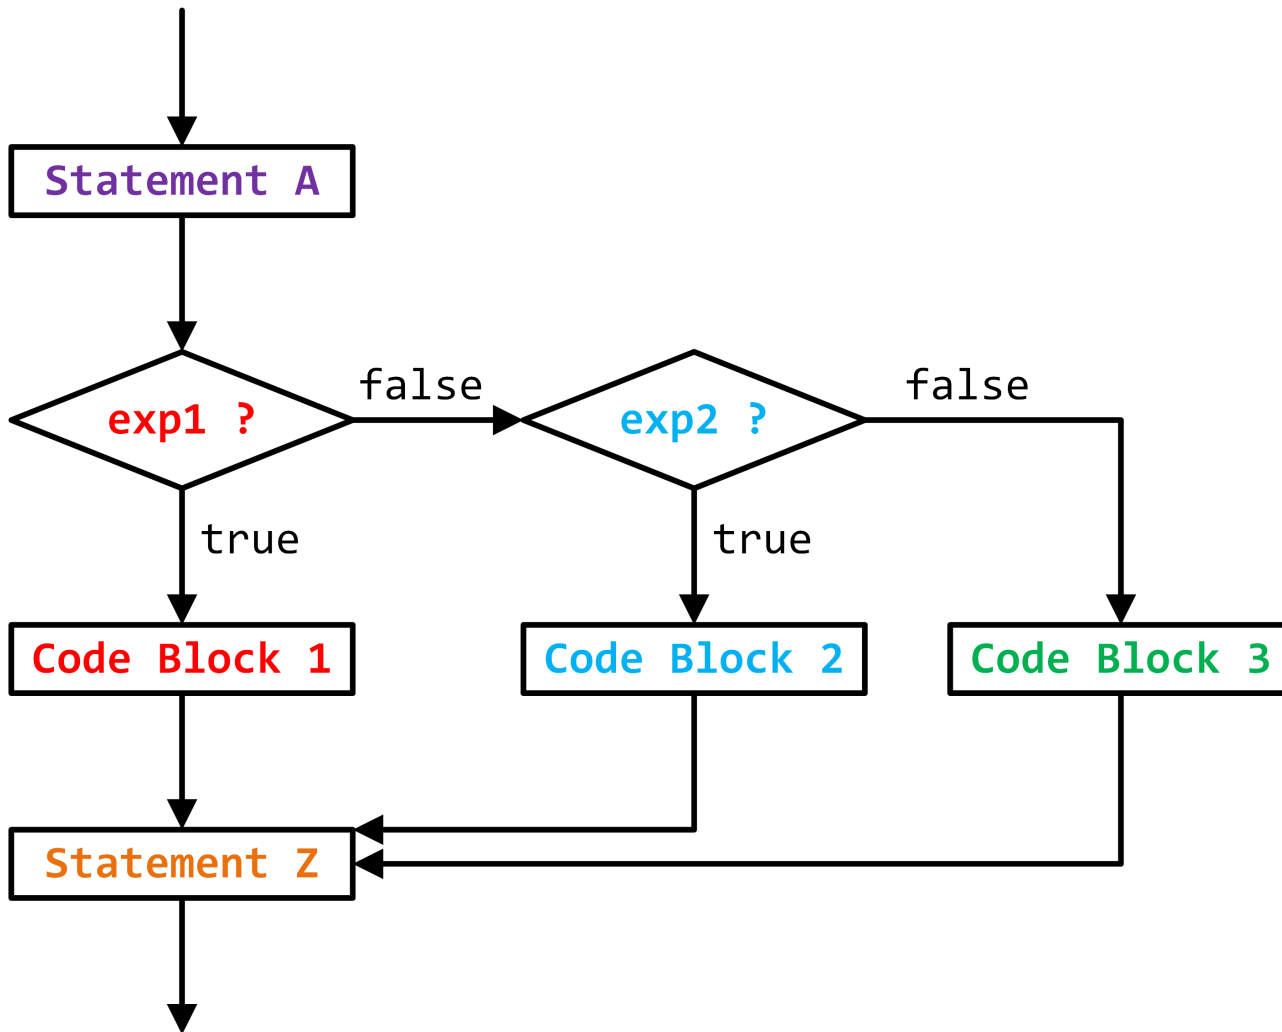 Statement A
exp1 ?
false
exp2 ?
false
true
true
Code Block 1
Code Block 2
Code Block 3
Statement Z